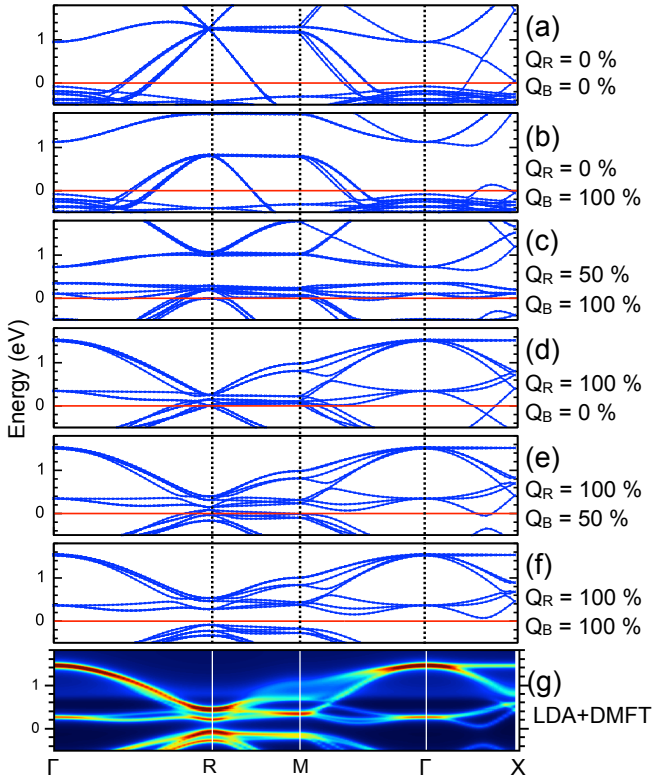 (a)
1
Q_R = 0 %
0
Q_B = 0 %
(b)
1
Q_R = 0 %
0
Q_B = 100 %
(c)
1
Q_R = 50 %
0
Q_B = 100 %
Energy (eV)
(d)
1
Q_R = 100 %
0
Q_B = 0 %
(e)
1
Q_R = 100 %
0
Q_B = 50 %
(f)
1
Q_R = 100 %
0
Q_B = 100 %
(g)
1
LDA+DMFT
0
Γ R M Γ X